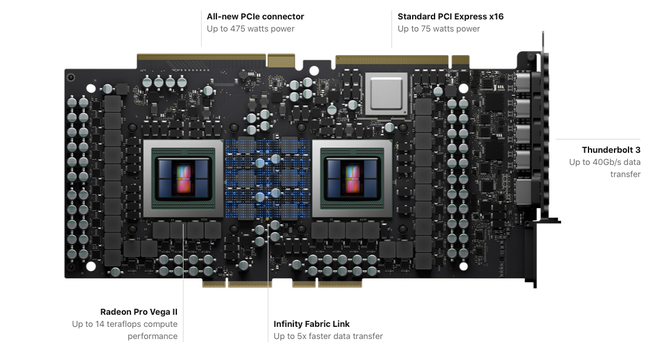 All-new PCIe connector
Up to 475 watts power
Standard PCI Express x16
Up to 75 watts power
Thunderbolt 3
Up to 40Gb/s data
transfer
Radeon Pro Vega II
Up to 14 teraflops compute
performance
Infinity Fabric Link
Up to 5x faster data transfer